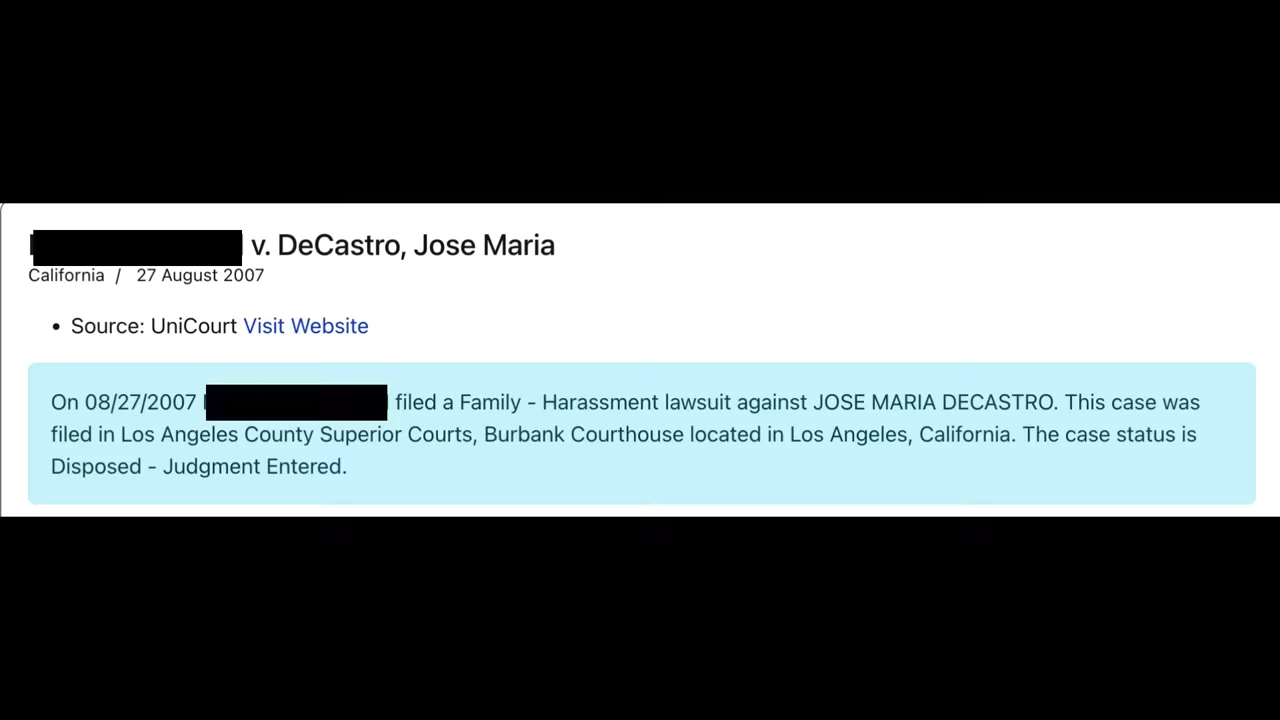 v. DeCastro, Jose Maria
California / 27 August 2007
• Source: UniCourt Visit Website
On 08/27/2007 filed a Family - Harassment lawsuit against JOSE MARIA DECASTRO. This case was
filed in Los Angeles County Superior Courts, Burbank Courthouse located in Los Angeles, California. The case status is
Disposed - Judgment Entered.